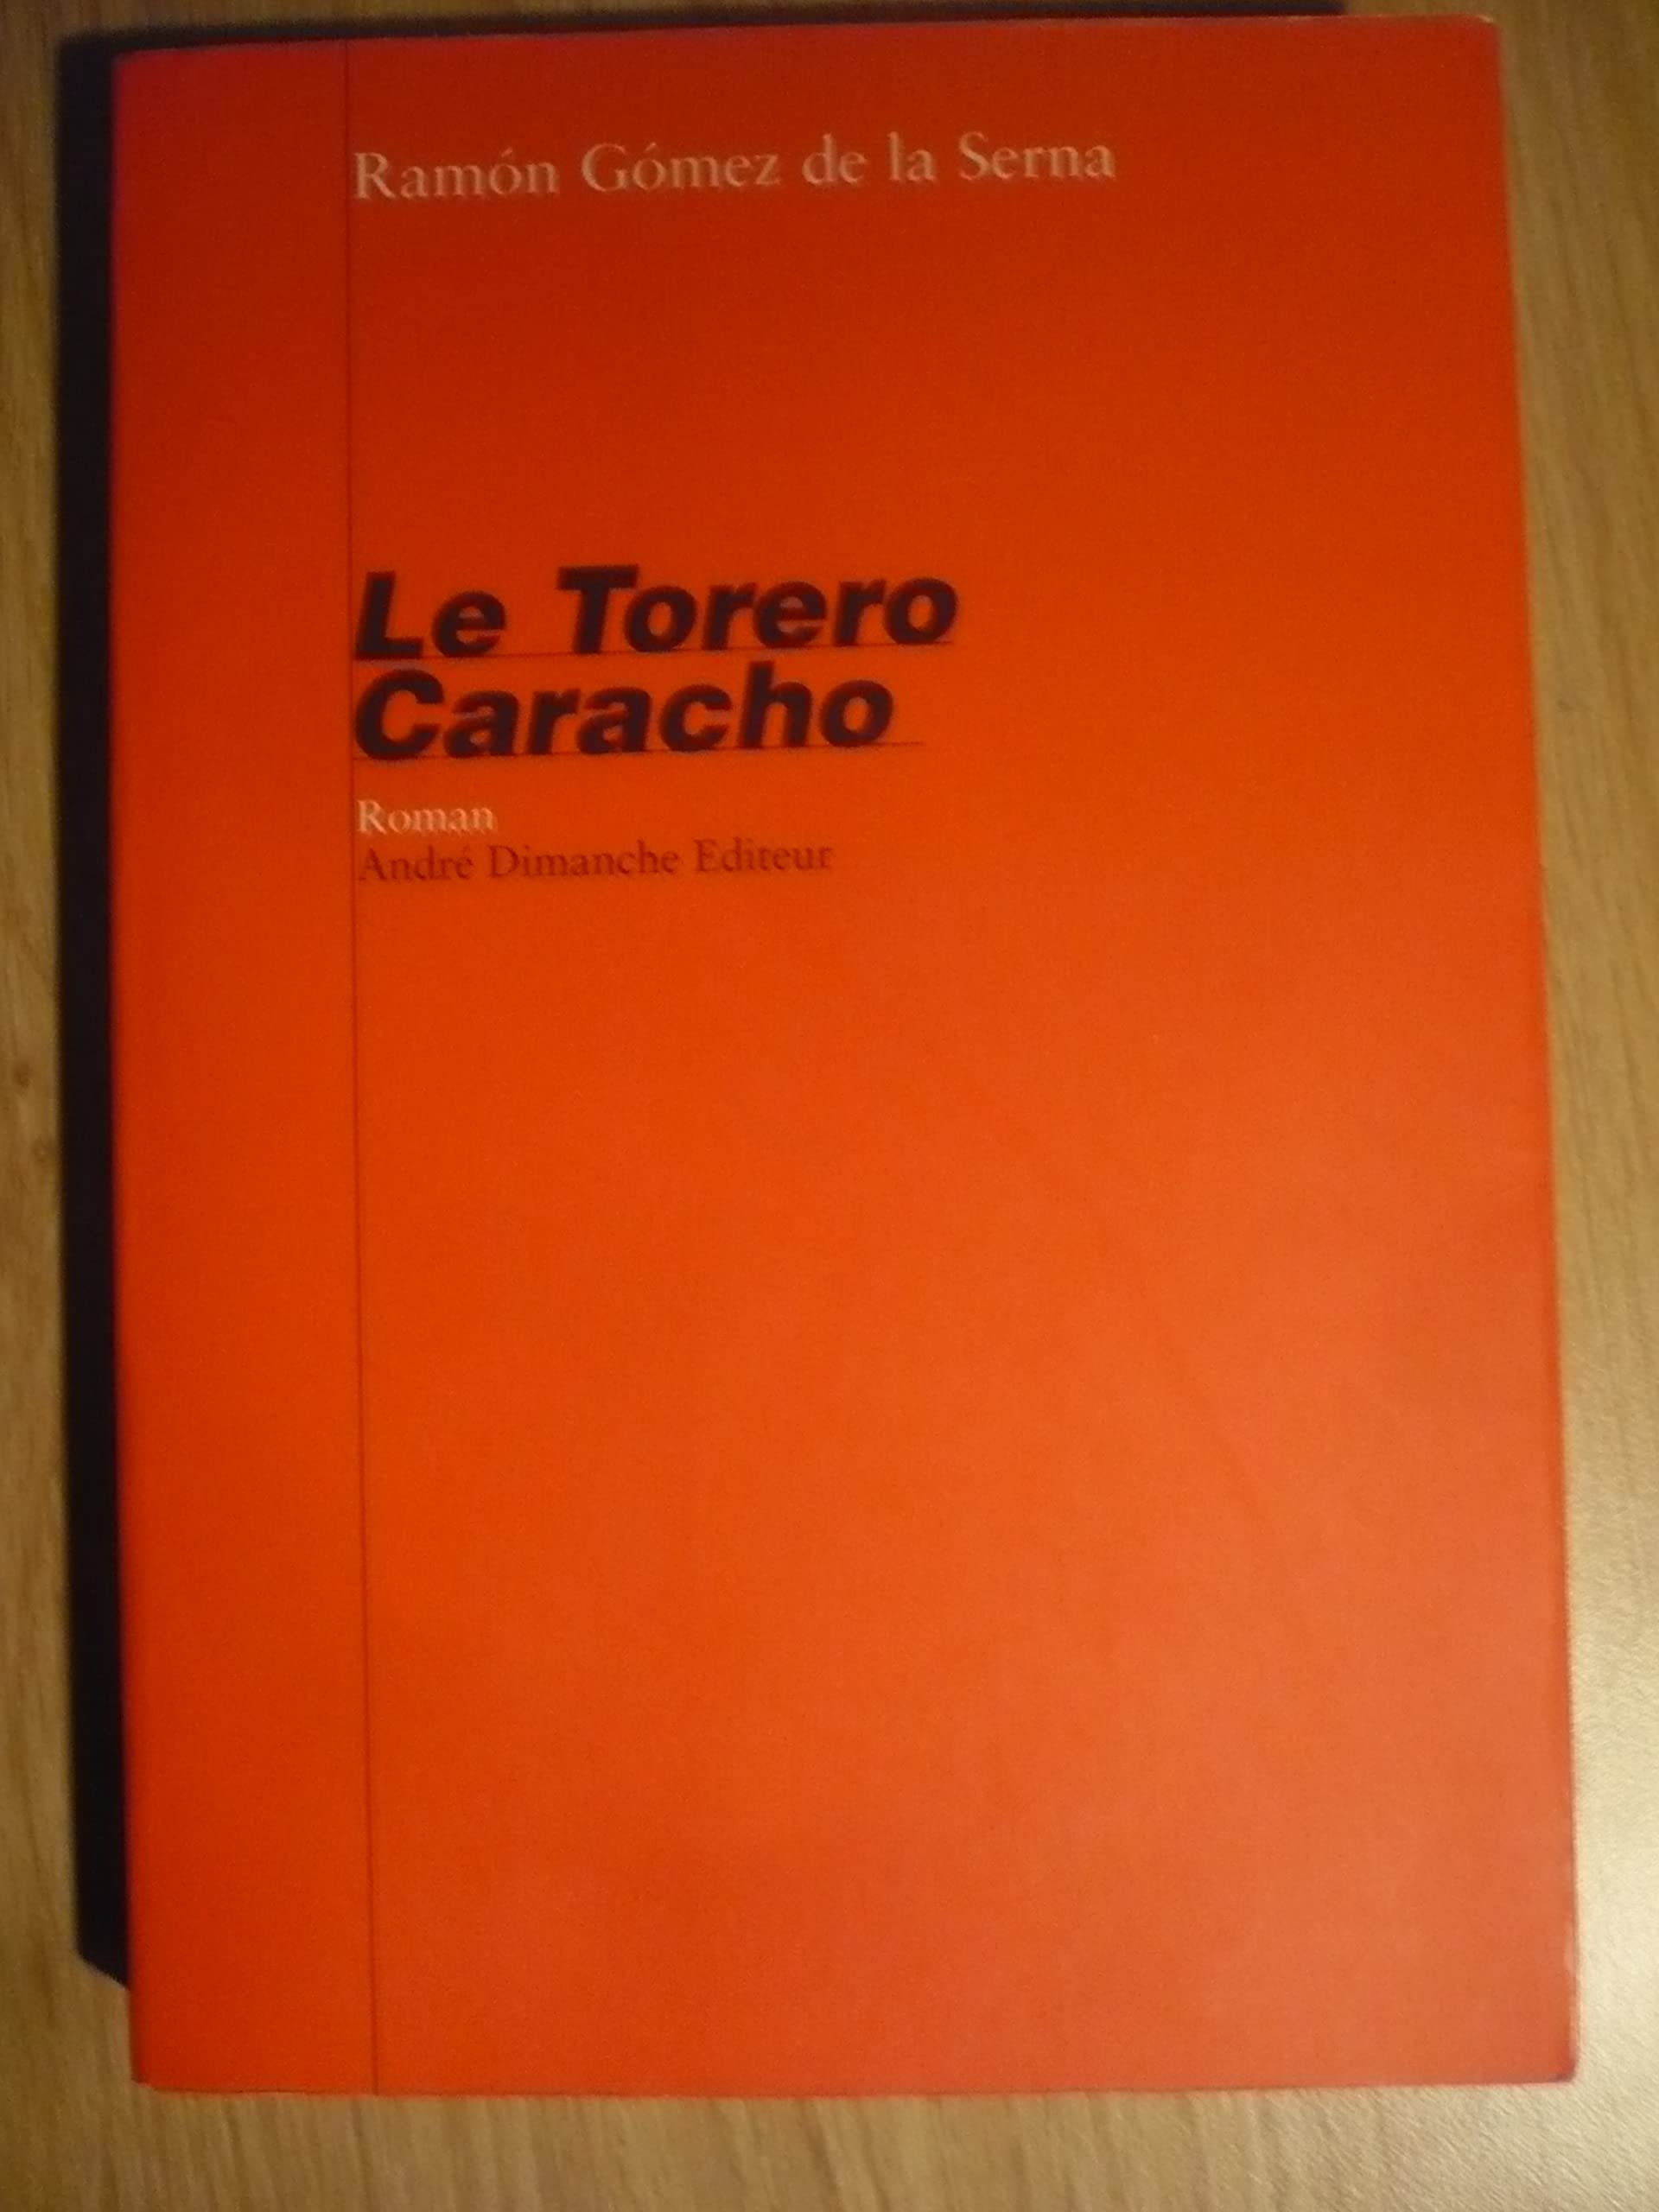 Ramón Gómez de la Serna
Le Torero
Caracho
Roman
André Dimanche Editeur